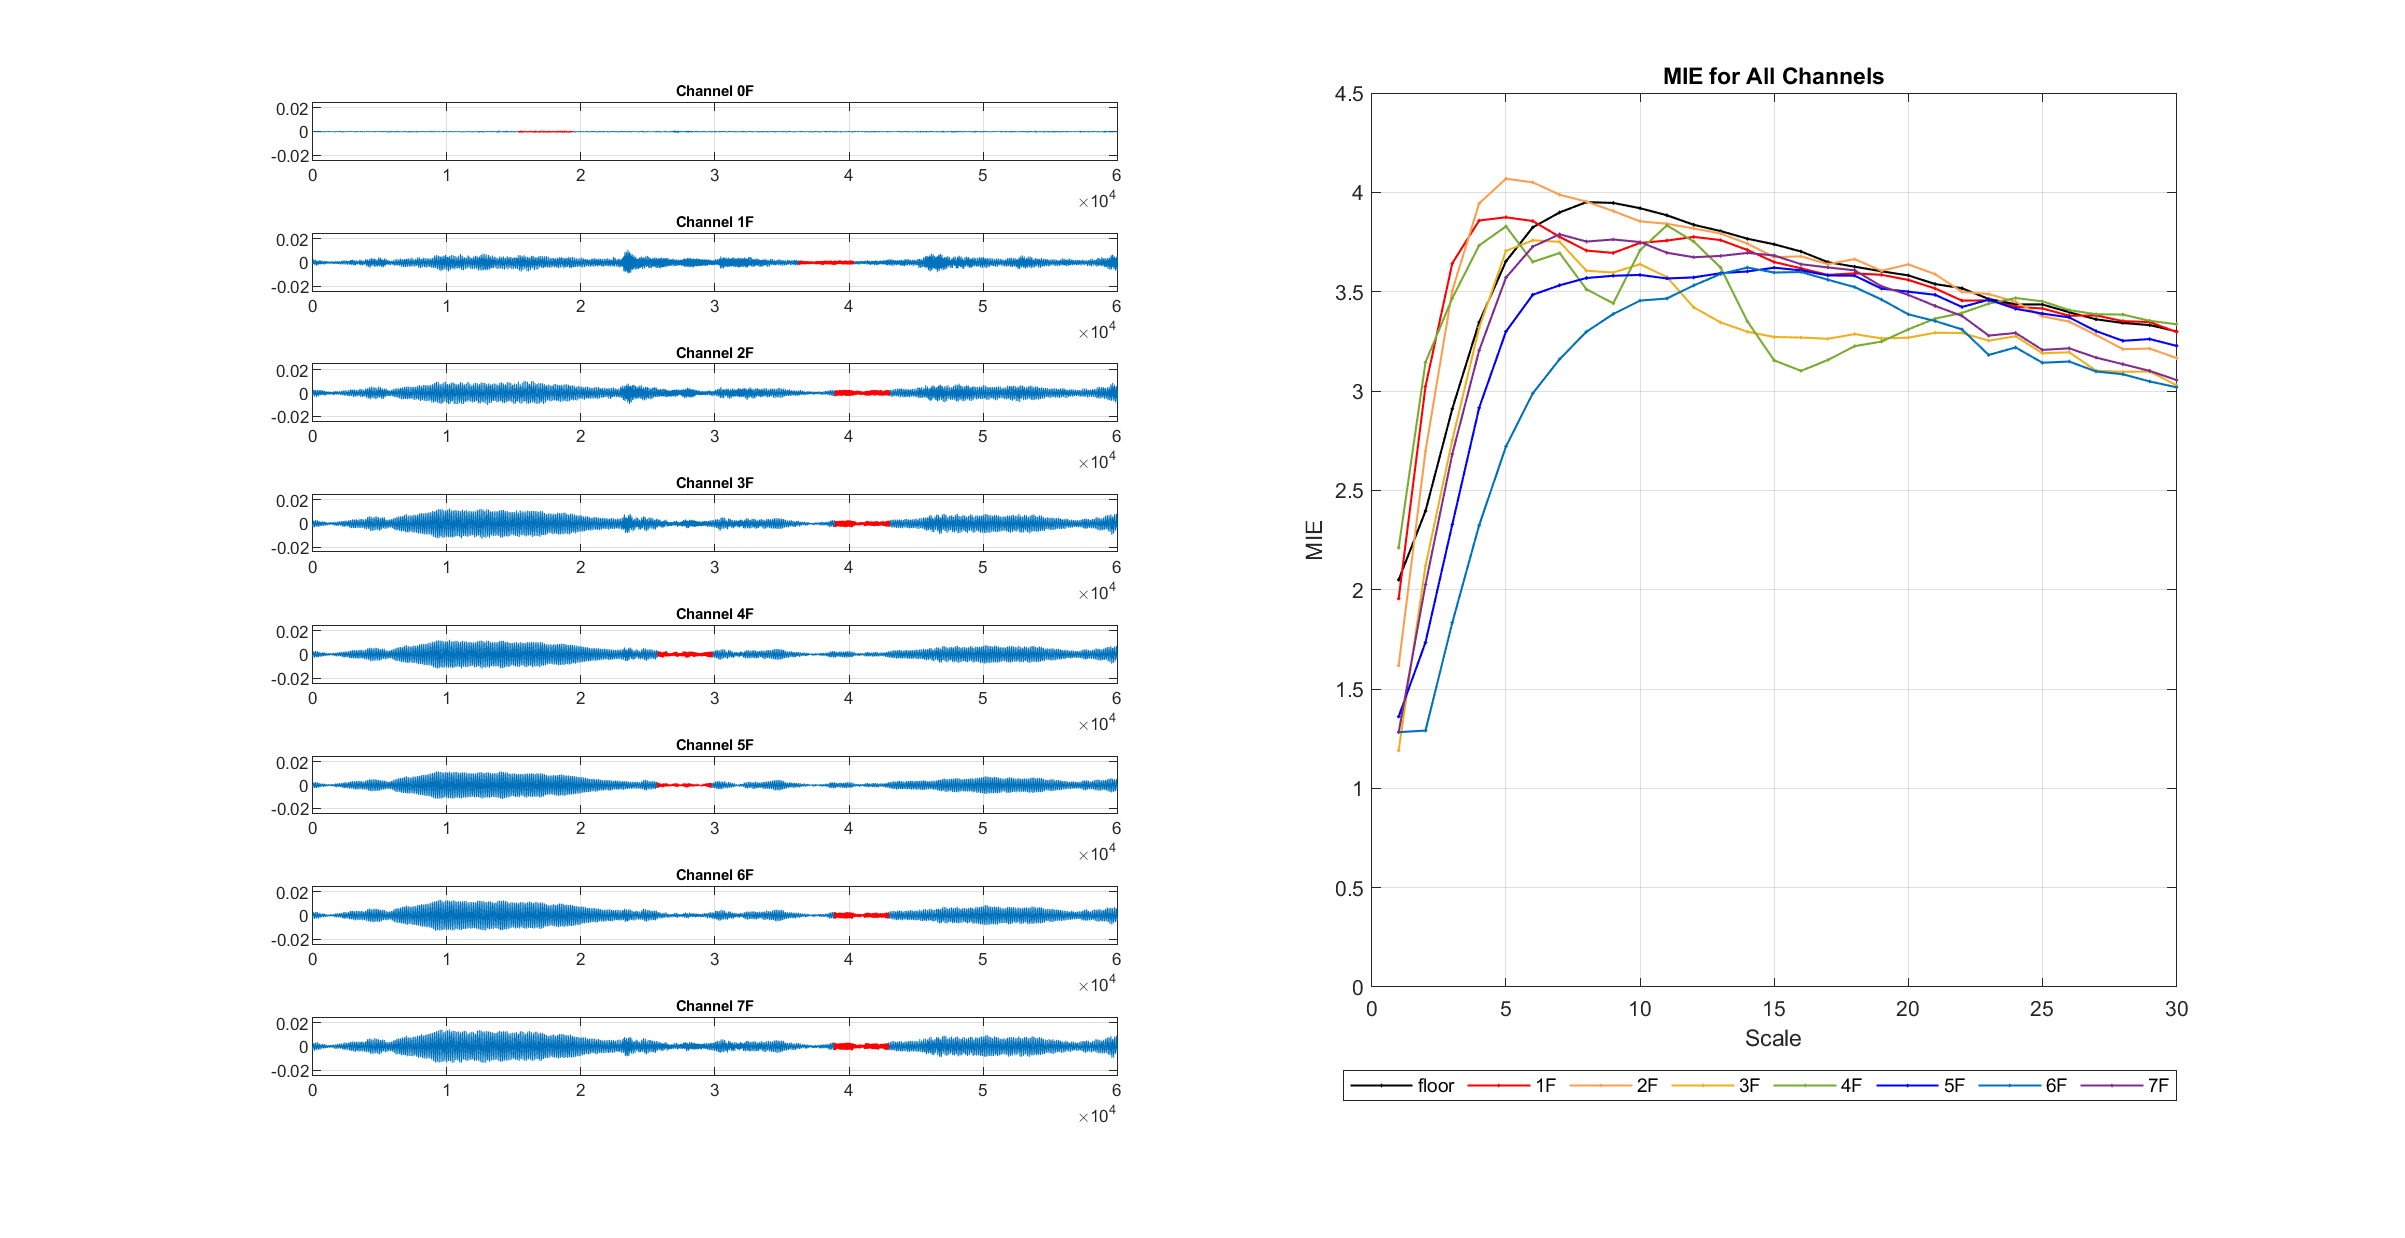 Channel 0F
0.02
0
-0.02
0 1 2 3 4 5 6
×10^4
Channel 1F
0.02
0
-0.02
0 1 2 3 4 5 6
×10^4
Channel 2F
0.02
0
-0.02
0 1 2 3 4 5 6
×10^4
Channel 3F
0.02
0
-0.02
0 1 2 3 4 5 6
×10^4
Channel 4F
0.02
0
-0.02
0 1 2 3 4 5 6
×10^4
Channel 5F
0.02
0
-0.02
0 1 2 3 4 5 6
×10^4
Channel 6F
0.02
0
-0.02
0 1 2 3 4 5 6
×10^4
Channel 7F
0.02
0
-0.02
0 1 2 3 4 5 6
×10^4
MIE for All Channels
4.5
4
3.5
3
2.5
2
1.5
1
0.5
0
MIE
0 5 10 15 20 25 30
Scale
floor 1F 2F 3F 4F 5F 6F 7F